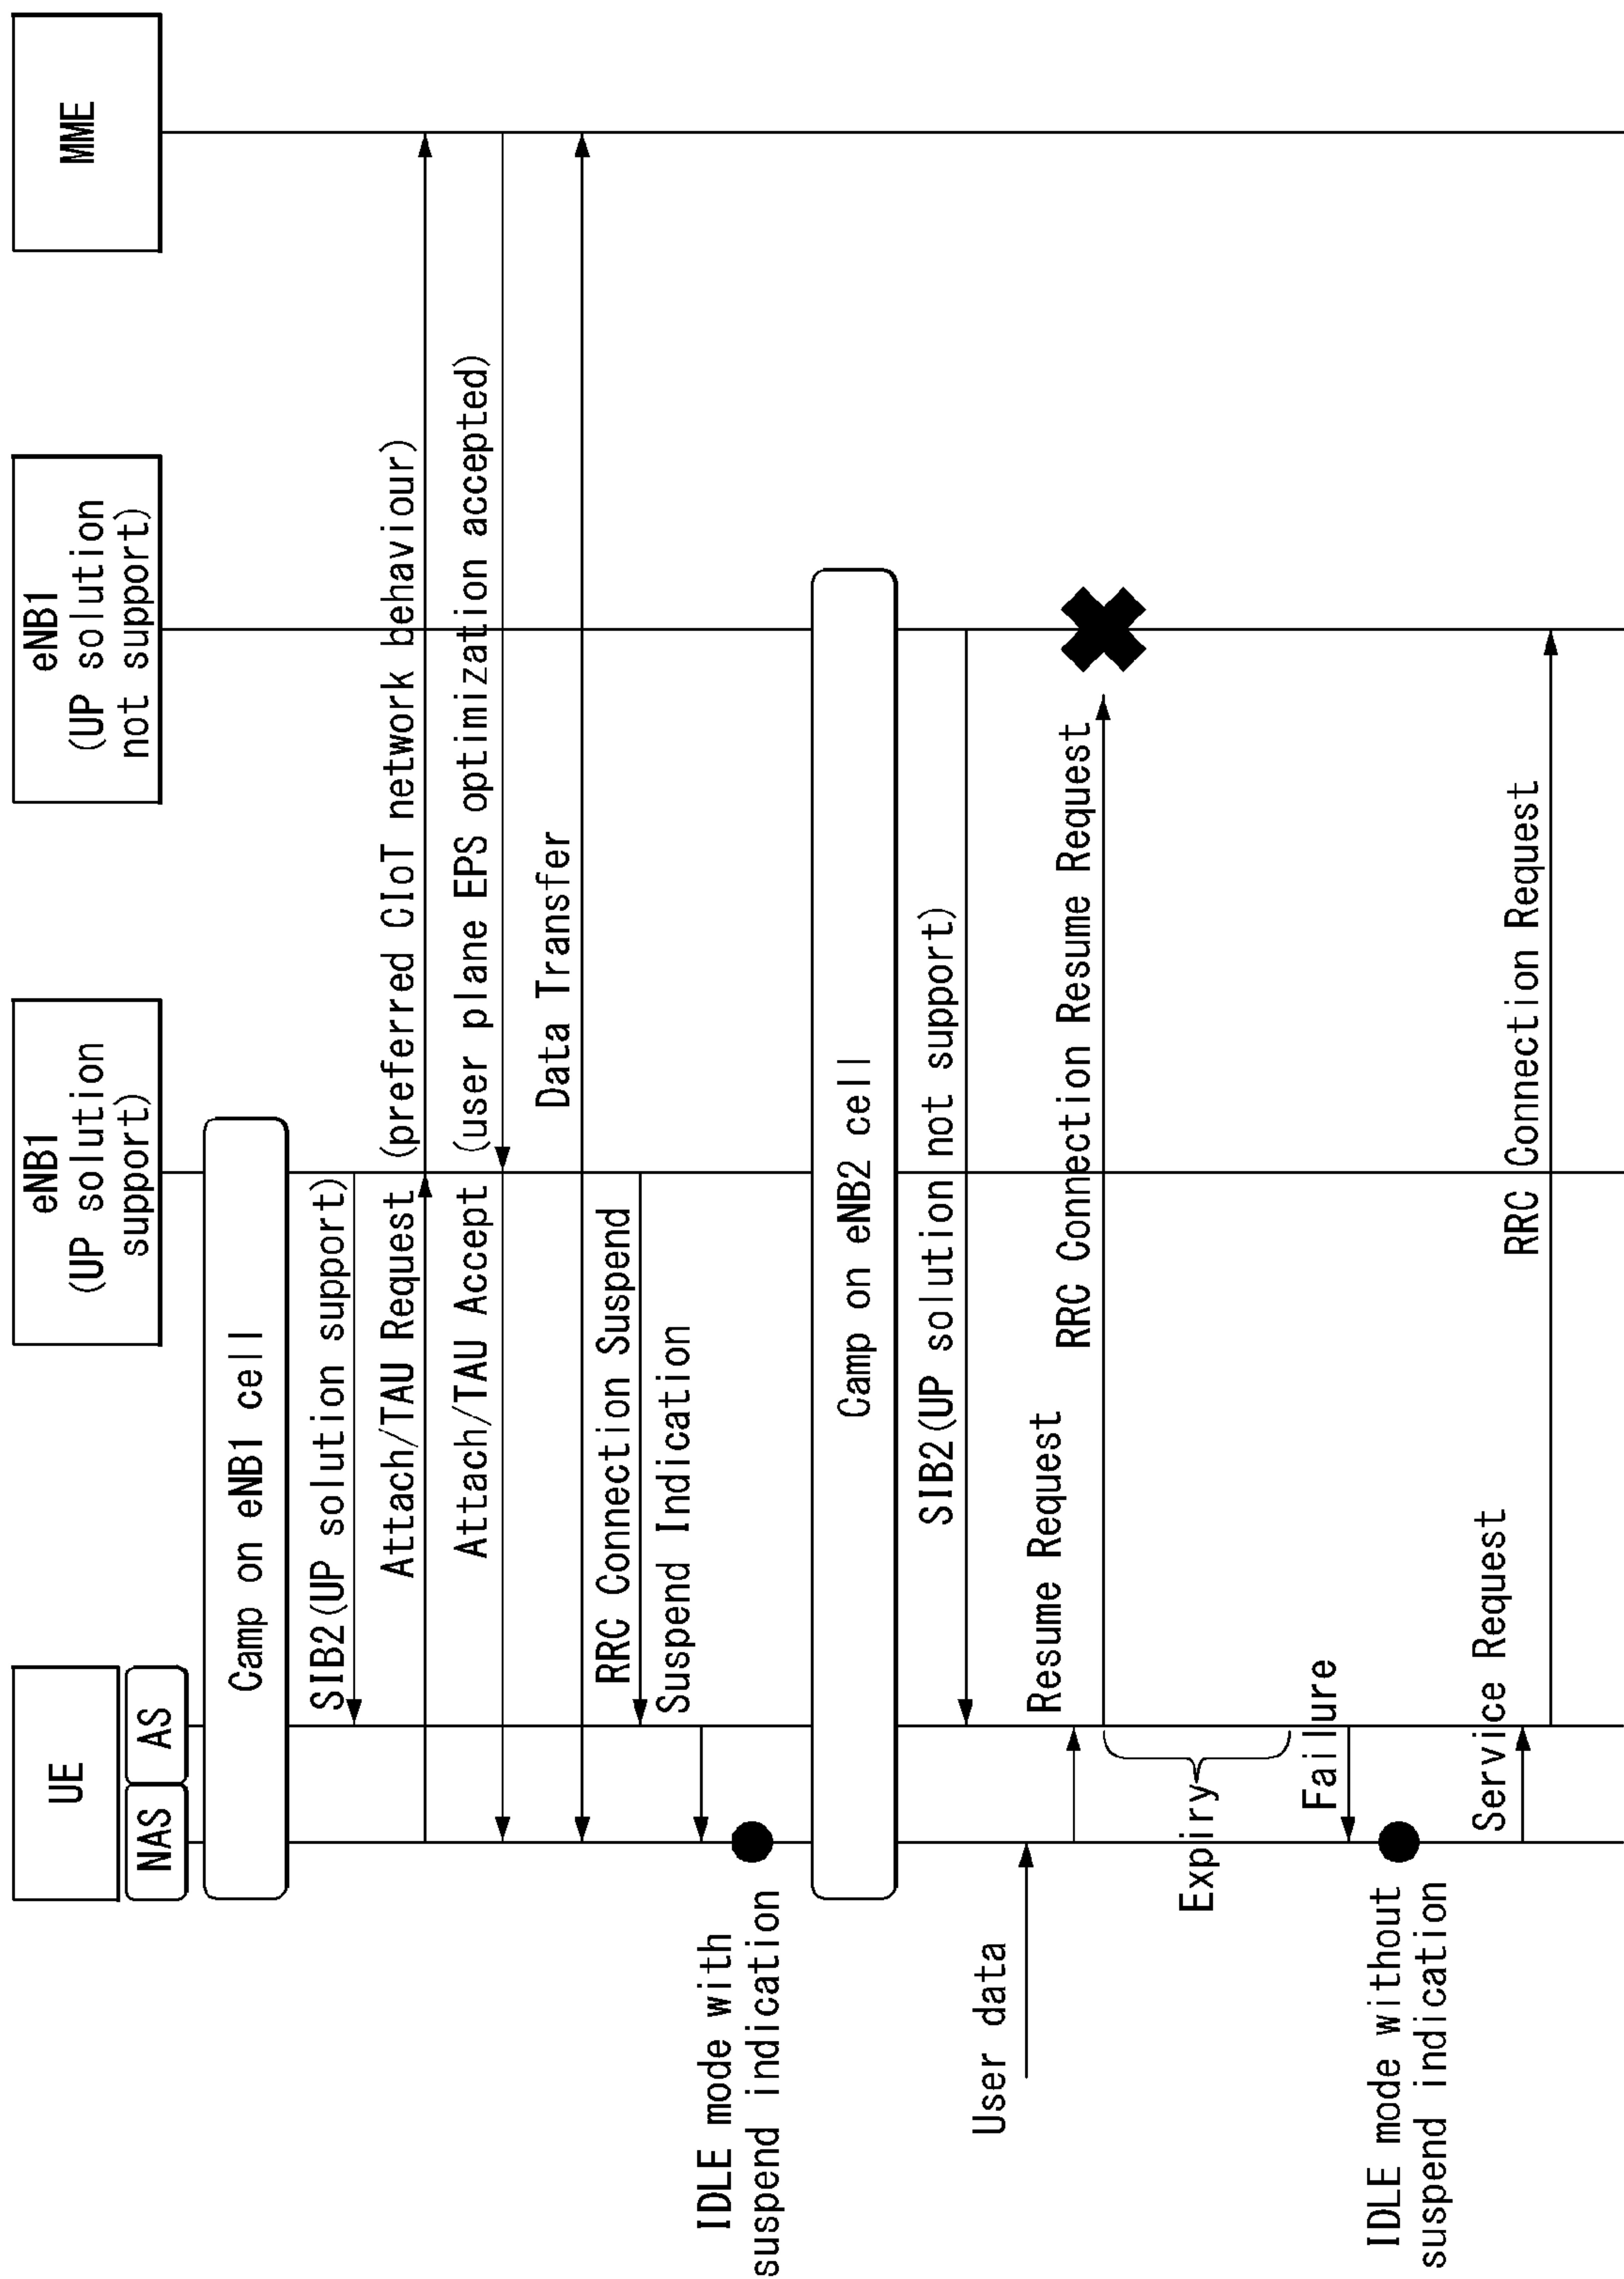 UE
NAS
AS
eNB1
(UP solution
support)
eNB1
(UP solution
not support)
MME
Camp on eNB1 cell
SIB2(UP solution support)
Attach/TAU Request
(preferred CIoT network behaviour)
Attach/TAU Accept
(user plane EPS optimization accepted)
Data Transfer
RRC Connection Suspend
Suspend Indication
IDLE mode with
suspend indication
Camp on eNB2 cell
SIB2(UP solution not support)
User data
Resume Request
RRC Connection Resume Request
Expiry
Failure
IDLE mode without
suspend indication
Service Request
RRC Connection Request